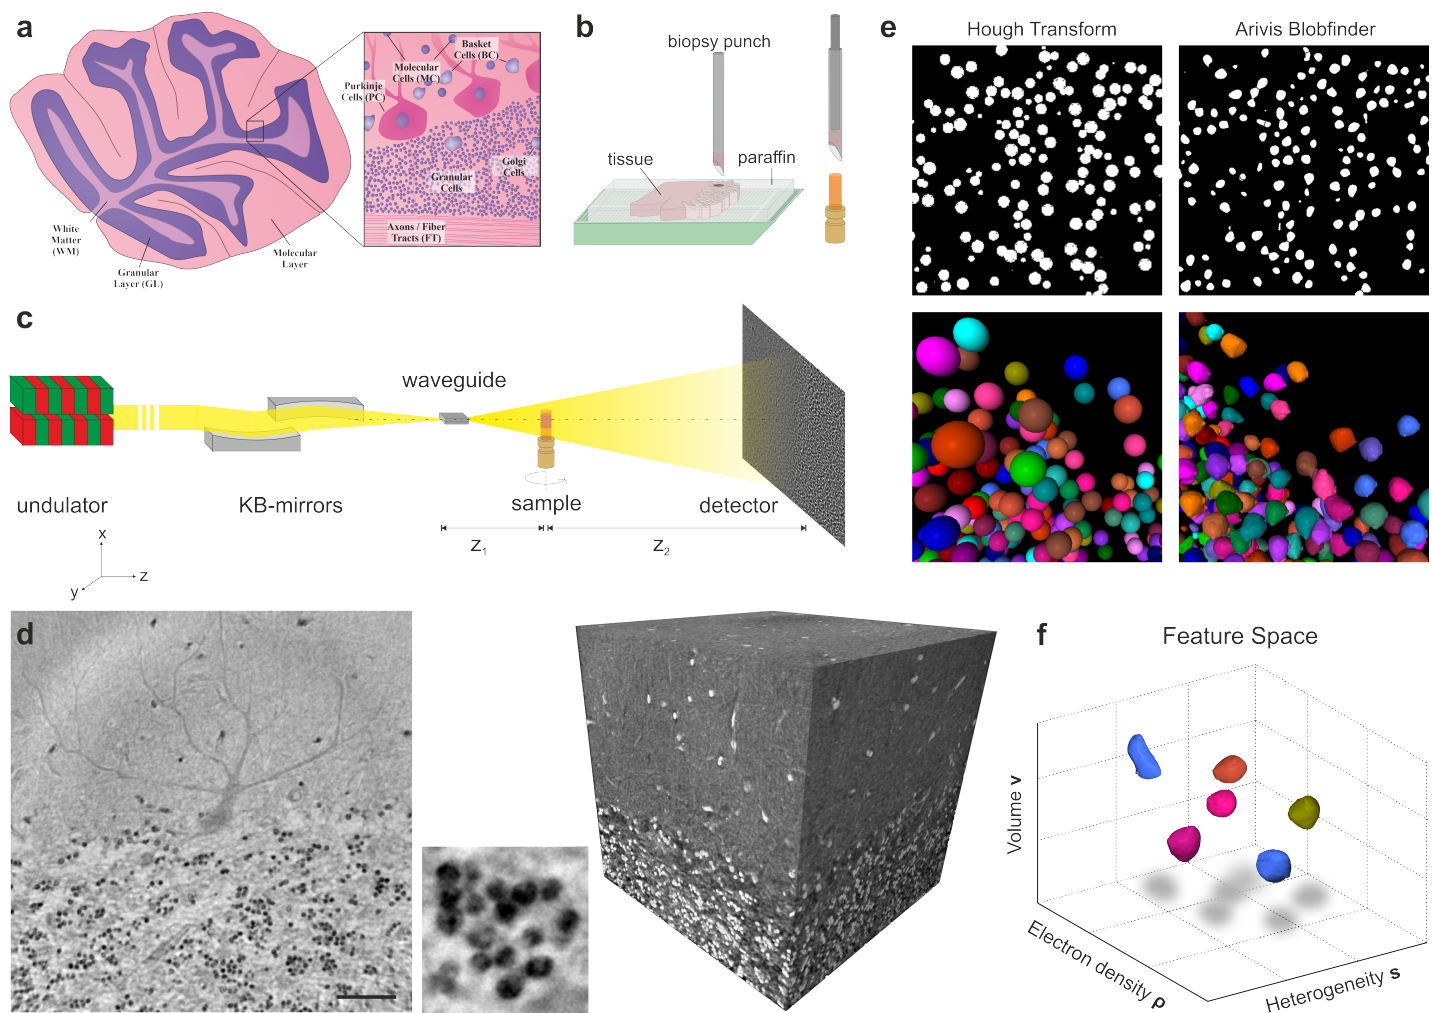 a
Molecular
Cells (MC)
Basket
Cells (BC)
Purkinje
Cells (PC)
Golgi
Cells
Granular
Cells
Axons / Fiber
Tracts (FT)
White
Matter
(WM)
Granular
Layer (GL)
Molecular
Layer
b
biopsy punch
tissue
paraffin
c
undulator
KB-mirrors
waveguide
sample
detector
z1
z2
x
y
z
d
e
Hough Transform
Arivis Blobfinder
f
Feature Space
Volume v
Electron density ρ
Heterogeneity s